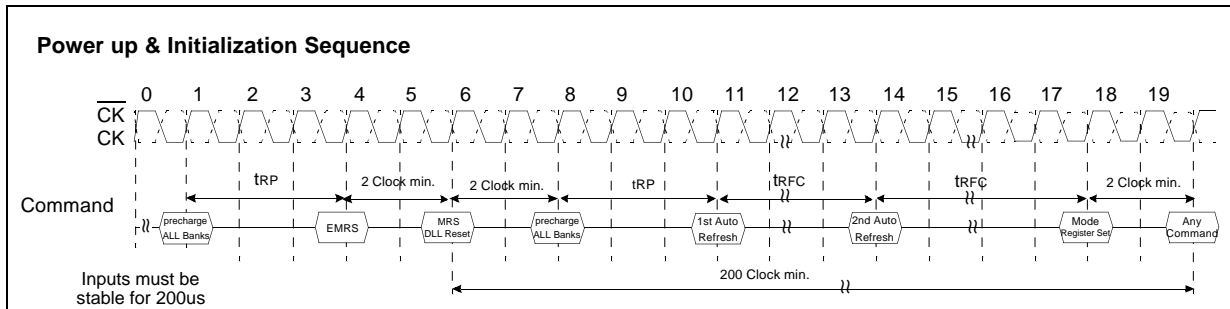 Power up & Initialization Sequence
0 1 2 3 4 5 6 7 8 9 10 11 12 13 14 15 16 17 18 19
CK
CK
tRP 2 Clock min. 2 Clock min. tRP tRFC tRFC 2 Clock min.
Command
precharge
ALL Banks
EMRS
MRS
DLL Reset
precharge
ALL Banks
1st Auto
Refresh
2nd Auto
Refresh
Mode
Register Set
Any
Command
200 Clock min.
Inputs must be
stable for 200us